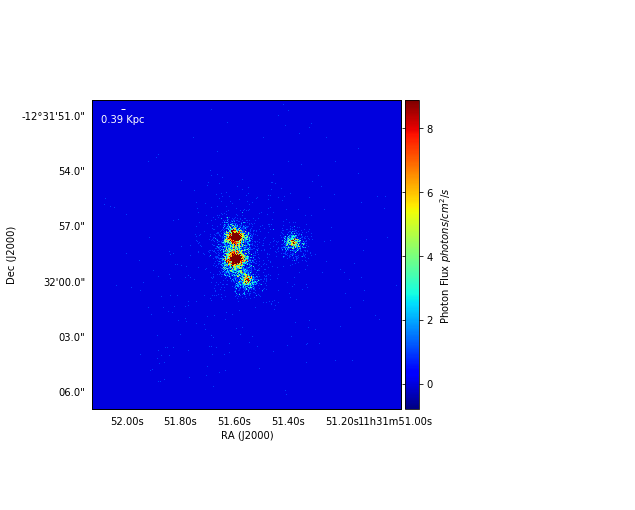 -12°31'51.0"
0.39 Kpc
54.0"
57.0"
32'00.0"
03.0"
06.0"
Dec (J2000)
52.00s 51.80s 51.60s 51.40s 51.20s 11h31m51.00s
RA (J2000)
8
6
4
2
0
Photon Flux photons/cm²/s